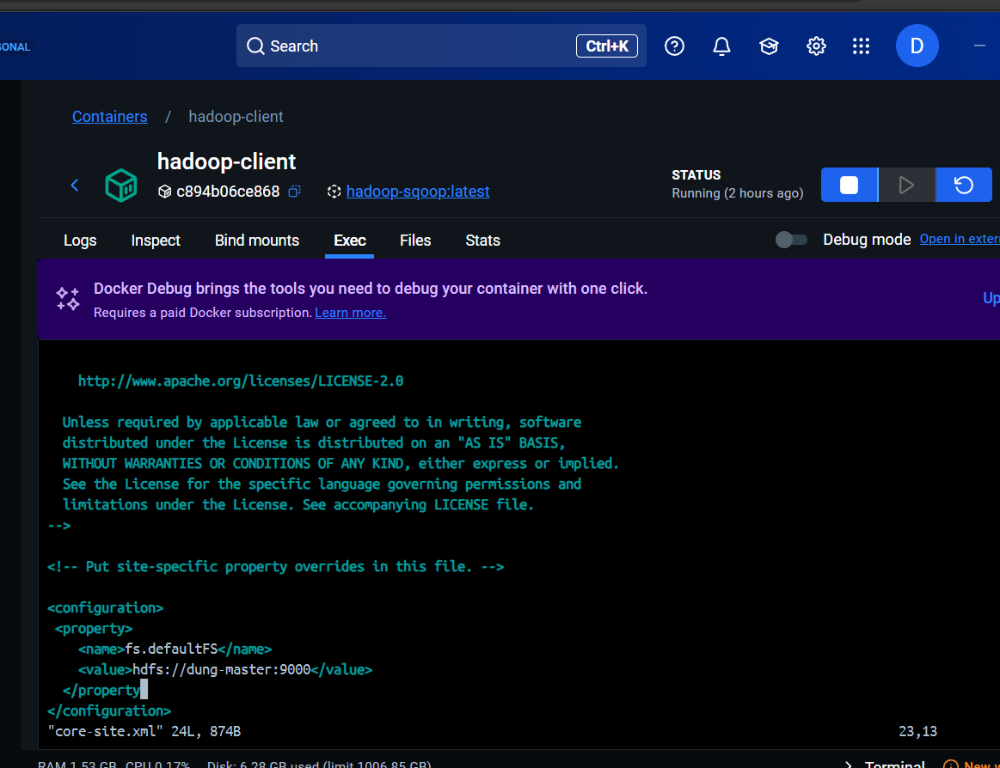 SONAL
Search
Ctrl+K
D
Containers / hadoop-client
hadoop-client
c894b06ce868
hadoop-sqoop:latest
STATUS
Running (2 hours ago)
Logs Inspect Bind mounts Exec Files Stats
Debug mode Open in exter
Docker Debug brings the tools you need to debug your container with one click.
Requires a paid Docker subscription. Learn more.
Up
http://www.apache.org/licenses/LICENSE-2.0
Unless required by applicable law or agreed to in writing, software
distributed under the License is distributed on an "AS IS" BASIS,
WITHOUT WARRANTIES OR CONDITIONS OF ANY KIND, either express or implied.
See the License for the specific language governing permissions and
limitations under the License. See accompanying LICENSE file.
-->
<!-- Put site-specific property overrides in this file. -->
<configuration>
<property>
<name>fs.defaultFS</name>
<value>hdfs://dung-master:9000</value>
</property
</configuration>
"core-site.xml" 24L, 874B 23,13
RAM 1.53 GB CPU 0.17% Disk: 6.28 GB used (limit 1006.85 GB)
Terminal
New v